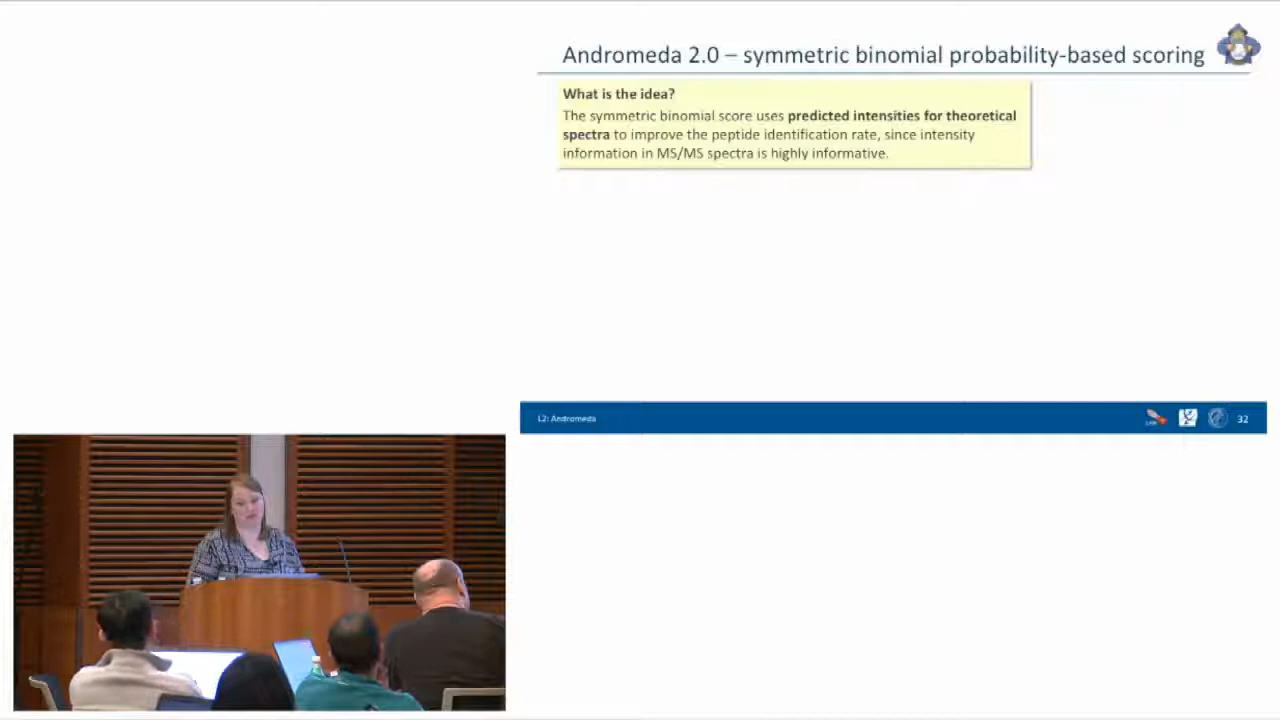 Andromeda 2.0 – symmetric binomial probability-based scoring
What is the idea?
The symmetric binomial score uses predicted intensities for theoretical
spectra to improve the peptide identification rate, since intensity
information in MS/MS spectra is highly informative.
L2: Andromeda
32